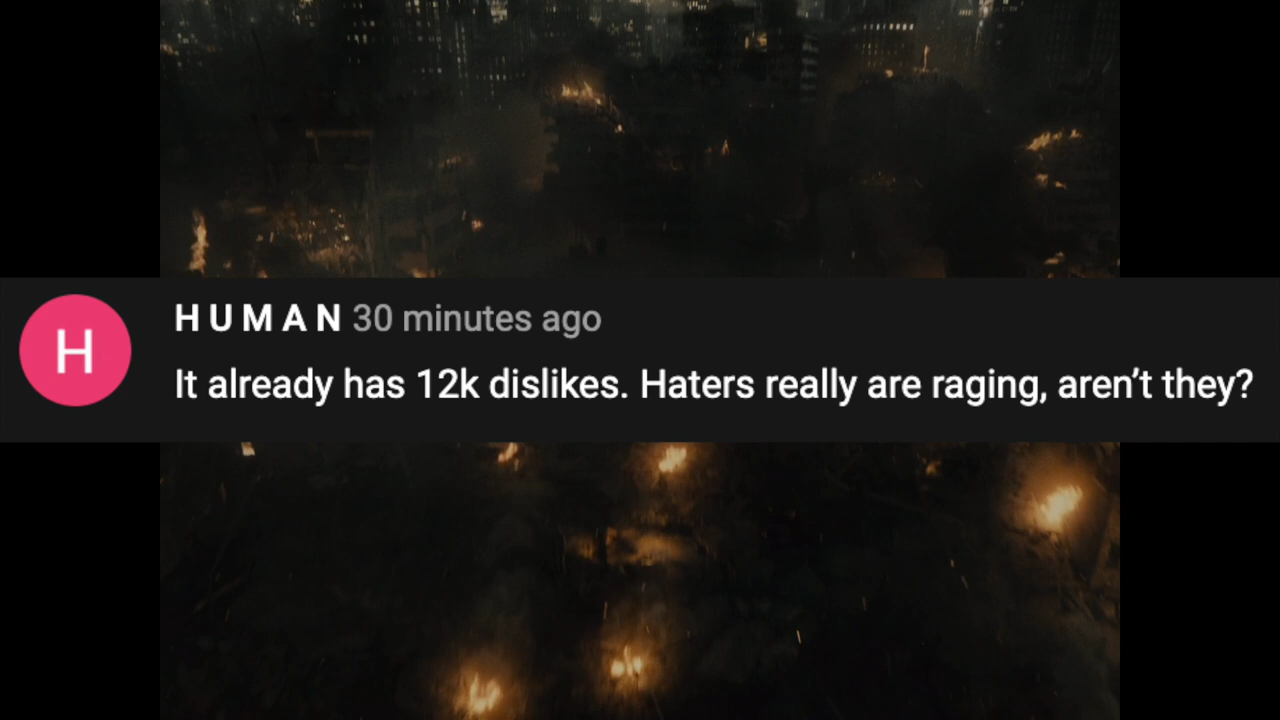 H
H U M A N 30 minutes ago
It already has 12k dislikes. Haters really are raging, aren’t they?